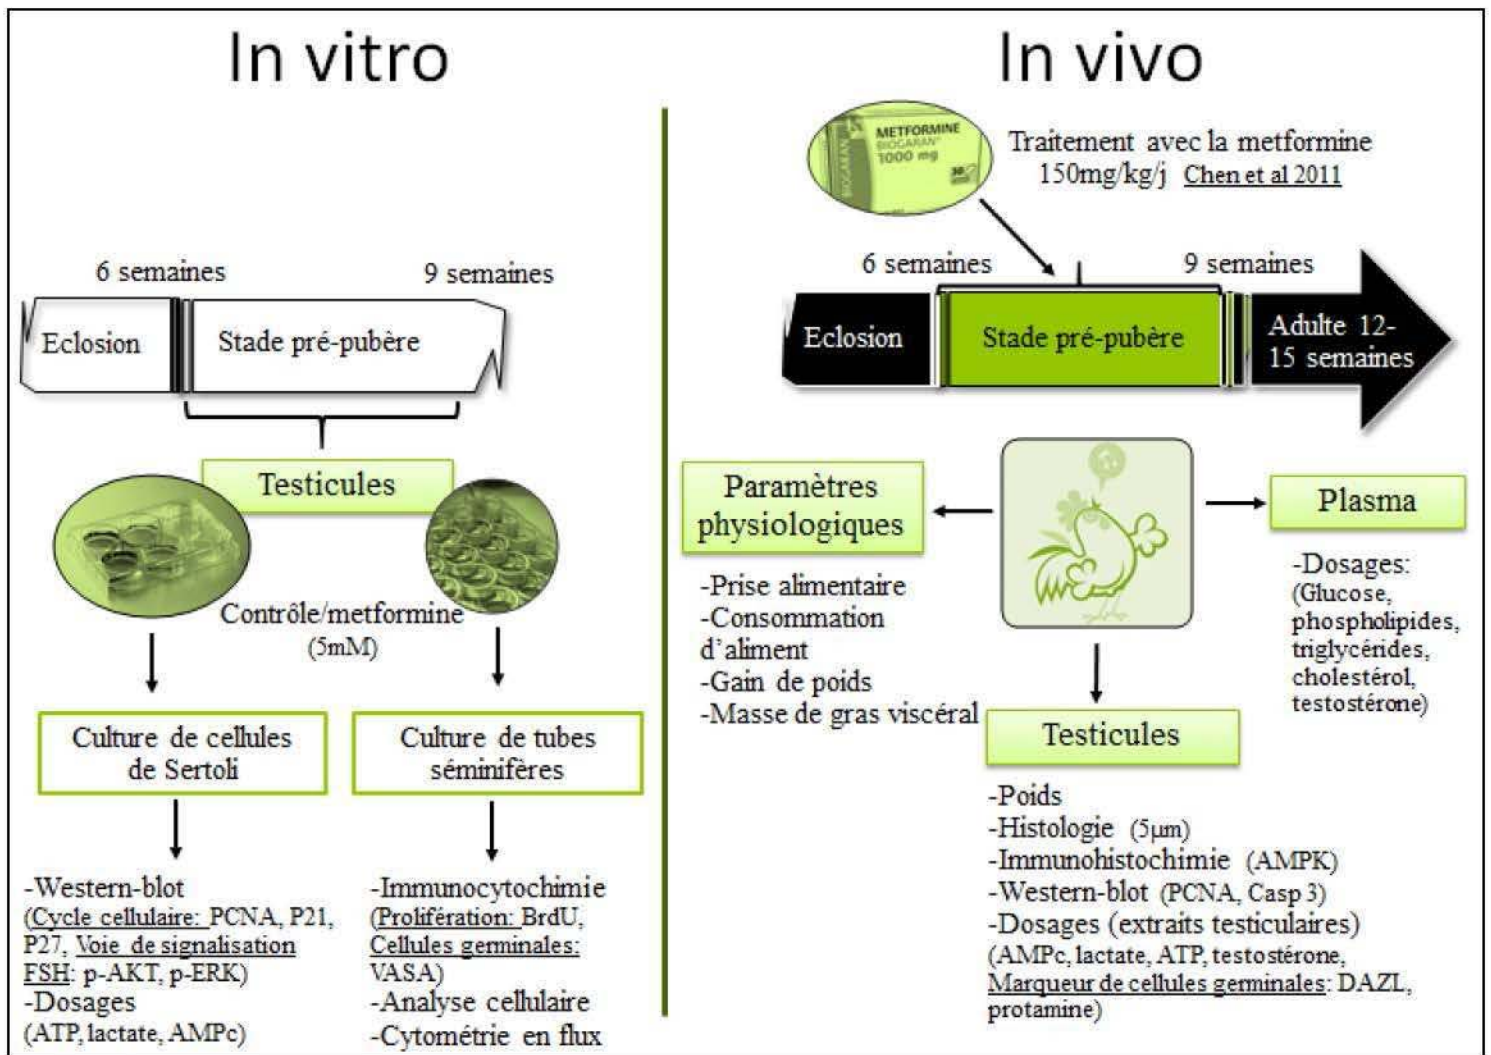 In vitro
6 semaines
9 semaines
Eclosion
Stade pré-pubère
Testicules
Contrôle/metformine
(5mM)
Culture de cellules
de Sertoli
Culture de tubes
séminifères
-Western-blot
(Cycle cellulaire: PCNA, P21,
P27, Voie de signalisation
FSH: p-AKT, p-ERK)
-Dosages
(ATP, lactate, AMPc)
-Immunocytochimie
(Prolifération: BrdU,
Cellules germinales:
VASA)
-Analyse cellulaire
-Cytométrie en flux
In vivo
METFORMINE
BIOGARAN
1000 mg
BIOGARAN
30
Traitement avec la metformine
150mg/kg/j Chen et al 2011
6 semaines
9 semaines
Eclosion
Stade pré-pubère
Adulte 12-
15 semaines
Paramètres
physiologiques
-Prise alimentaire
-Consommation
d'aliment
-Gain de poids
-Masse de gras viscéral
Plasma
-Dosages:
(Glucose,
phospholipides,
triglycérides,
cholestérol,
testostérone)
Testicules
-Poids
-Histologie (5µm)
-Immunohistochimie (AMPK)
-Western-blot (PCNA, Casp 3)
-Dosages (extraits testiculaires)
(AMPc, lactate, ATP, testostérone,
Marqueur de cellules germinales: DAZL,
protamine)